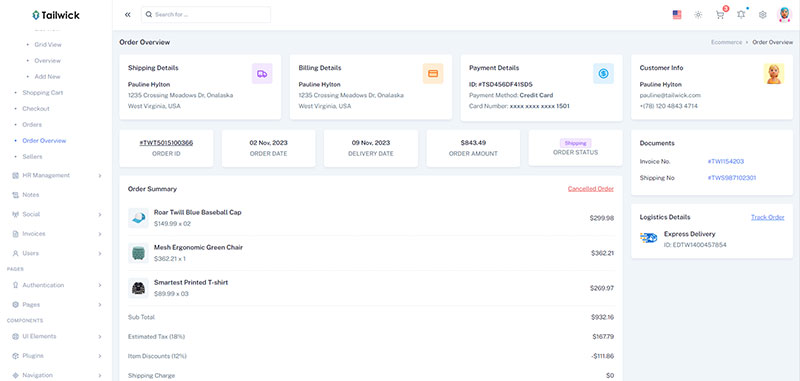 Tailwick
Search for ...
3
Grid View
Overview
Add New
Shopping Cart
Checkout
Orders
Order Overview
Sellers
HR Management
Notes
Social
Invoices
Users
PAGES
Authentication
Pages
COMPONENTS
UI Elements
Plugins
Navigation
Order Overview
Ecommerce
Order Overview
Shipping Details
Pauline Hylton
1235 Crossing Meadows Dr, Onalaska
West Virginia, USA
Billing Details
Pauline Hylton
1235 Crossing Meadows Dr, Onalaska
West Virginia, USA
Payment Details
ID: #TSD456DF41SD5
Payment Method: Credit Card
Card Number: xxxx xxxx xxxx 1501
Customer Info
Pauline Hylton
pauline@tailwick.com
+(78) 120 4843 4714
#TWT5015100366
ORDER ID
02 Nov, 2023
ORDER DATE
09 Nov, 2023
DELIVERY DATE
$843.49
ORDER AMOUNT
Shipping
ORDER STATUS
Documents
Invoice No.
#TWI154203
Shipping No
#TWS987102301
Logistics Details
Track Order
Express Delivery
ID: EDTW1400457854
Order Summary
Cancelled Order
Roar Twill Blue Baseball Cap
$149.99 x 02
$299.98
Mesh Ergonomic Green Chair
$362.21 x 1
$362.21
Smartest Printed T-shirt
$89.99 x 03
$269.97
Sub Total
$932.16
Estimated Tax (18%)
$167.79
Item Discounts (12%)
-$111.86
Shipping Charge
$0